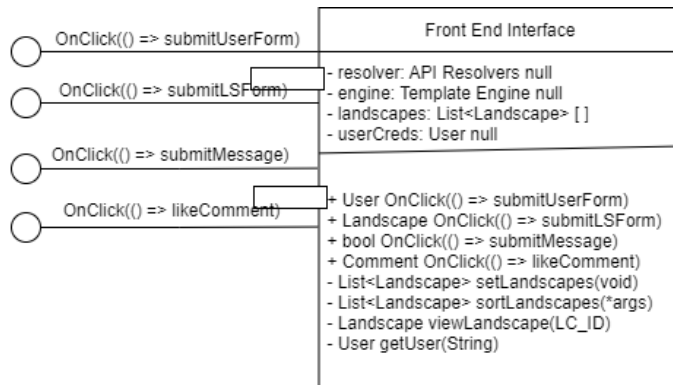 OnClick(() => submitUserForm)
OnClick(() => submitLSForm)
OnClick(() => submitMessage)
OnClick(() => likeComment)
Front End Interface
- resolver: API Resolvers null
- engine: Template Engine null
- landscapes: List<Landscape> [ ]
- userCreds: User null
+ User OnClick(() => submitUserForm)
+ Landscape OnClick(() => submitLSForm)
+ bool OnClick(() => submitMessage)
+ Comment OnClick(() => likeComment)
- List<Landscape> setLandscapes(void)
- List<Landscape> sortLandscapes(*args)
- Landscape viewLandscape(LC_ID)
- User getUser(String)